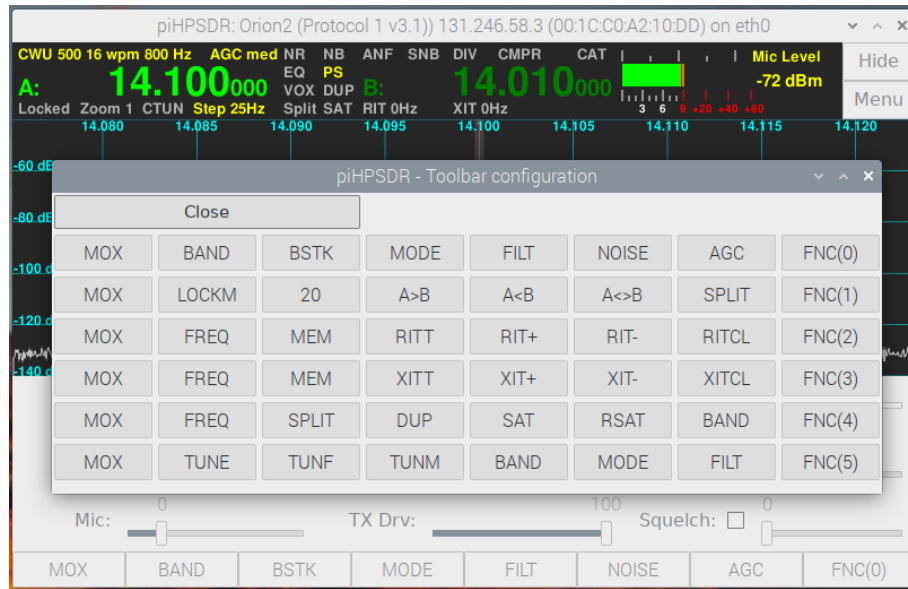 piHPSDR: Orion2 (Protocol 1 v3.1)) 131.246.58.3 (00:1C:C0:A2:10:DD) on eth0
CWU 500 16 wpm 800 Hz AGC med NR NB ANF SNB DIV CMPR CAT Mic Level Hide
EQ PS
A: 14.100000 VOX DUP B: 14.010000 -72 dBm
Locked Zoom 1 CTUN Step 25Hz Split SAT RIT 0Hz XIT 0Hz 3 6 9 +20 +40 +60 Menu
14.080 14.085 14.090 14.095 14.100 14.105 14.110 14.115 14.120
-60 dB
piHPSDR - Toolbar configuration
-80 dB
Close
MOX BAND BSTK MODE FILT NOISE AGC FNC(0)
-100 d
MOX LOCKM 20 A>B A<B A<>B SPLIT FNC(1)
-120 d
MOX FREQ MEM RITT RIT+ RIT- RITCL FNC(2)
-140 d
MOX FREQ MEM XITT XIT+ XIT- XITCL FNC(3)
MOX FREQ SPLIT DUP SAT RSAT BAND FNC(4)
MOX TUNE TUNF TUNM BAND MODE FILT FNC(5)
0 100 0
Mic: TX Drv: Squelch:
MOX BAND BSTK MODE FILT NOISE AGC FNC(0)